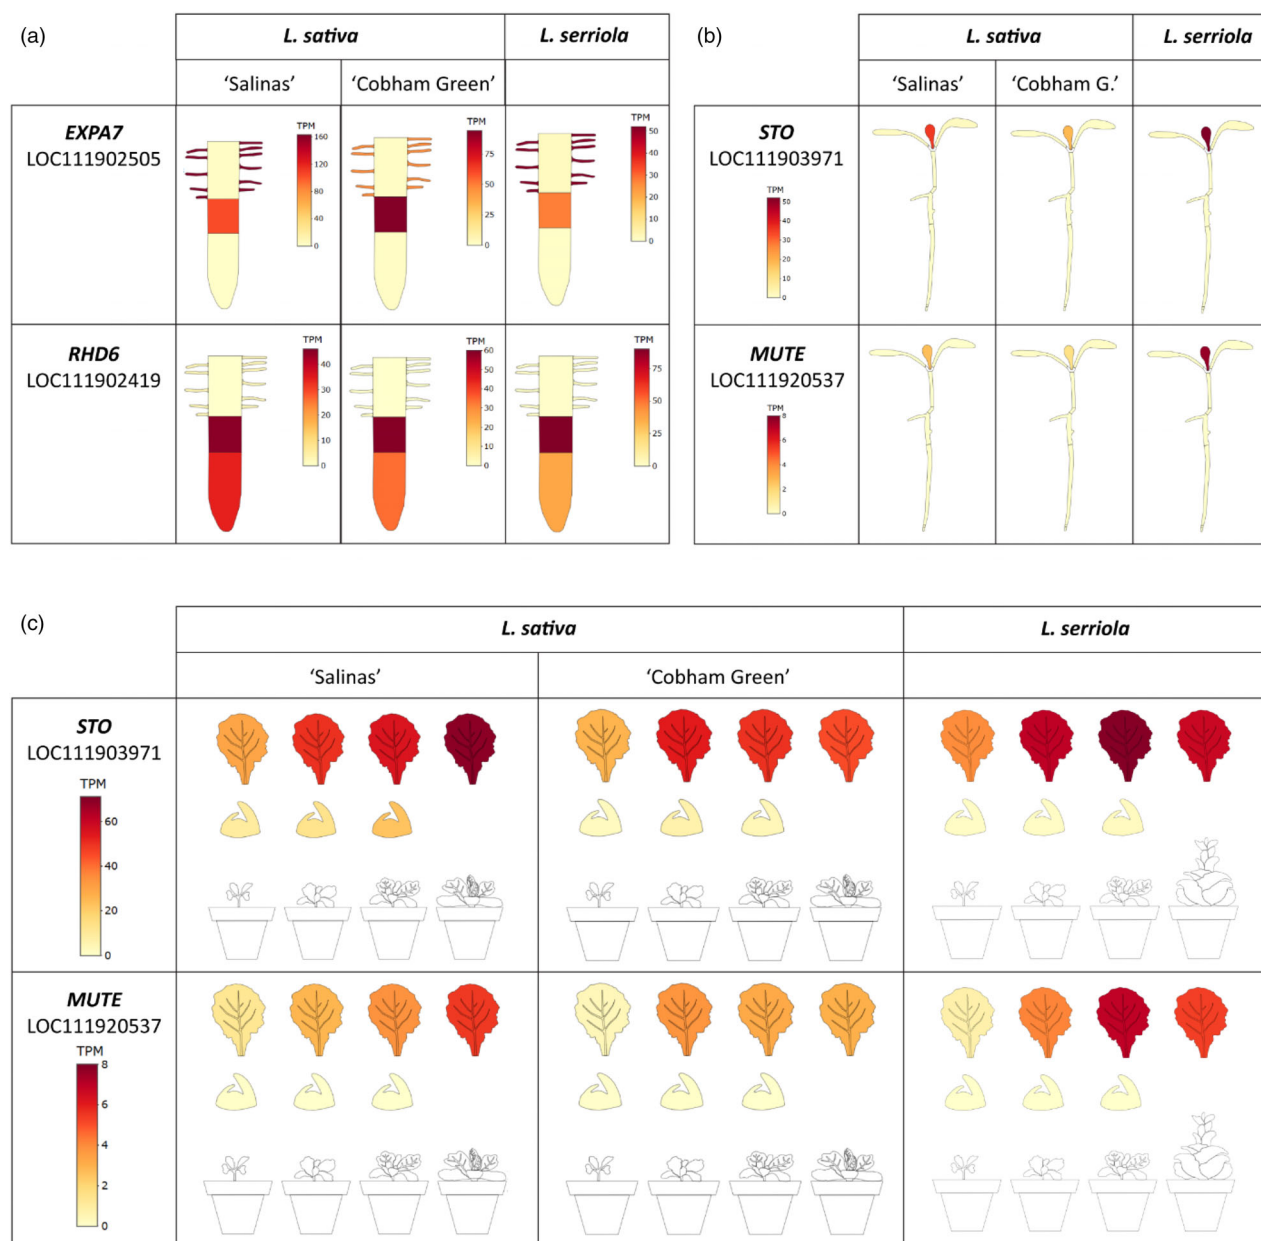 (a)
L. sativa
L. serriola
'Salinas'
'Cobham Green'
EXPA7
LOC111902505
TPM
160
120
80
40
0
TPM
75
50
25
0
TPM
50
40
30
20
10
0
RHD6
LOC111902419
TPM
40
30
20
10
0
TPM
60
50
40
30
20
10
0
TPM
75
50
25
0
(b)
L. sativa
L. serriola
'Salinas'
'Cobham G.'
STO
LOC111903971
TPM
50
40
30
20
10
0
MUTE
LOC111920537
TPM
8
6
4
2
0
(c)
L. sativa
L. serriola
'Salinas'
'Cobham Green'
STO
LOC111903971
TPM
60
40
20
0
MUTE
LOC111920537
TPM
8
6
4
2
0